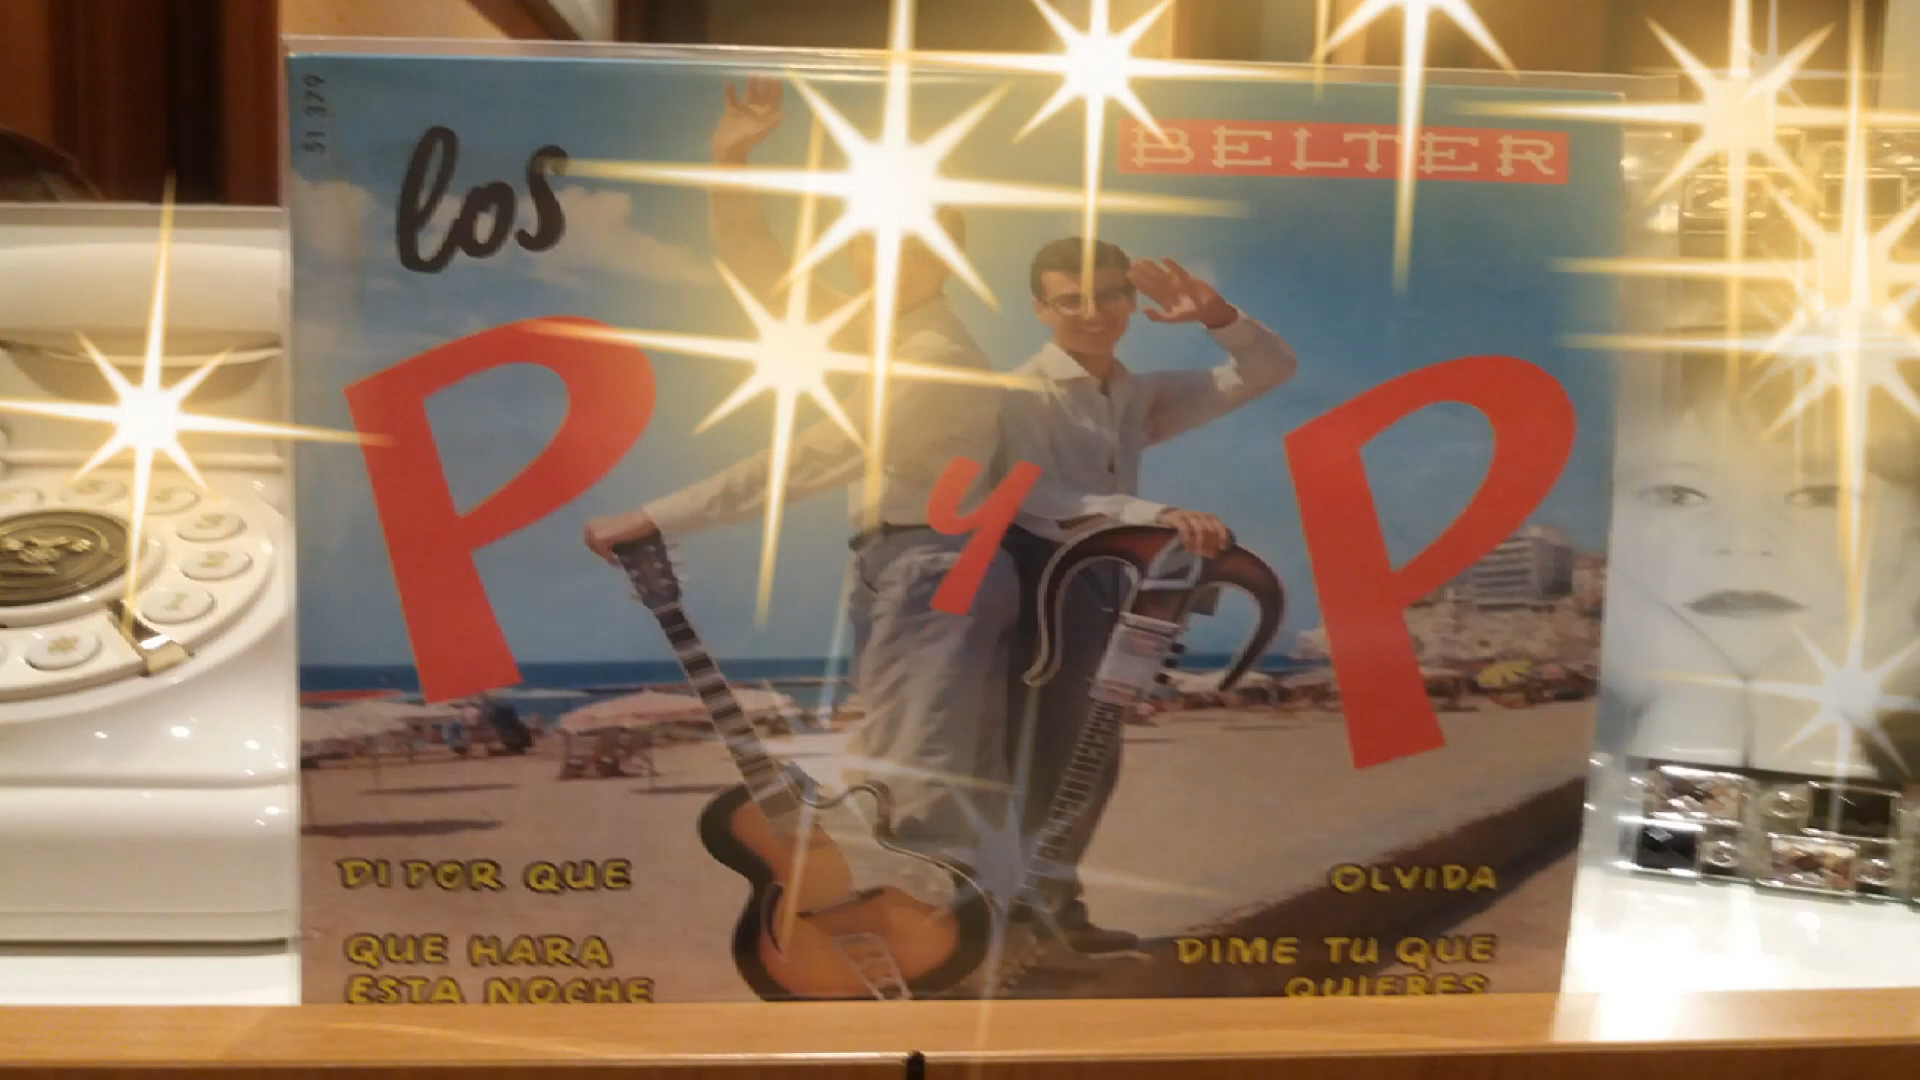 51.379
los
BELTER
P y P
DI POR QUE
QUE HARA
ESTA NOCHE
OLVIDA
DIME TU QUE
QUIERES